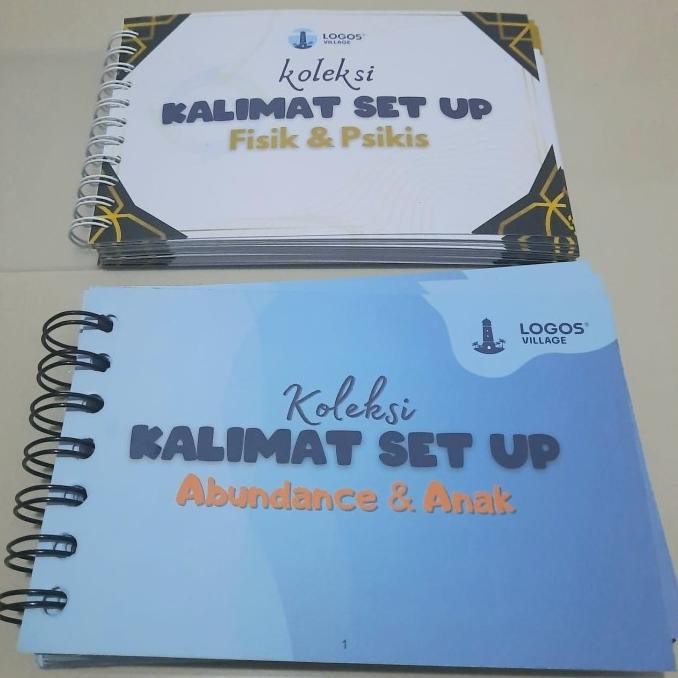 LOGOS®
VILLAGE
koleksi
KALIMAT SET UP
Fisik & Psikis
LOGOS®
VILLAGE
Koleksi
KALIMAT SET UP
Abundance & Anak
1